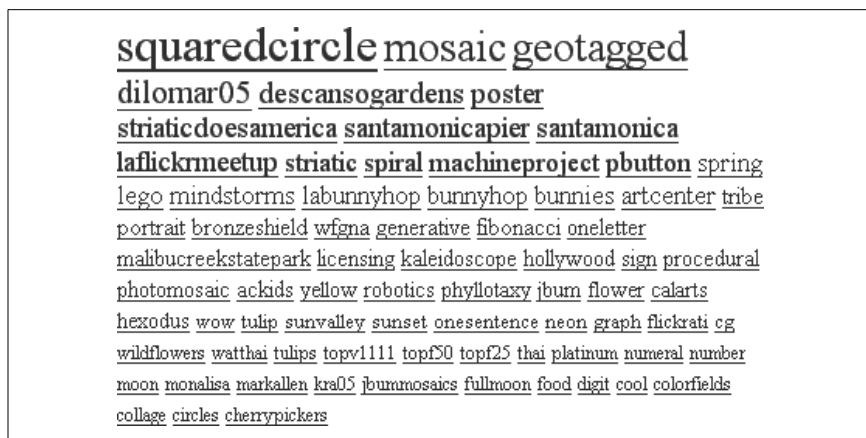 squaredcircle mosaic geotagged
dilomar05 descansogardens poster
striaticdoesamerica santamonicapier santamonica
laflickrmeetup striatic spiral machineproject pbutton spring
lego mindstorms labunnyhop bunnyhop bunnies artcenter tribe
portrait bronzeshield wfgna generative fibonacci oneletter
malibucreekstatepark licensing kaleidoscope hollywood sign procedural
photomosaic ackids yellow robotics phyllotaxy jbum flower calarts
hexodus wow tulip sunvalley sunset onesentence neon graph flickrati cg
wildflowers watthai tulips topv1111 topf50 topf25 thai platinum numeral number
moon monalisa markallen kra05 jbummosaics fullmoon food digit cool colorfields
collage circles cherrypickers